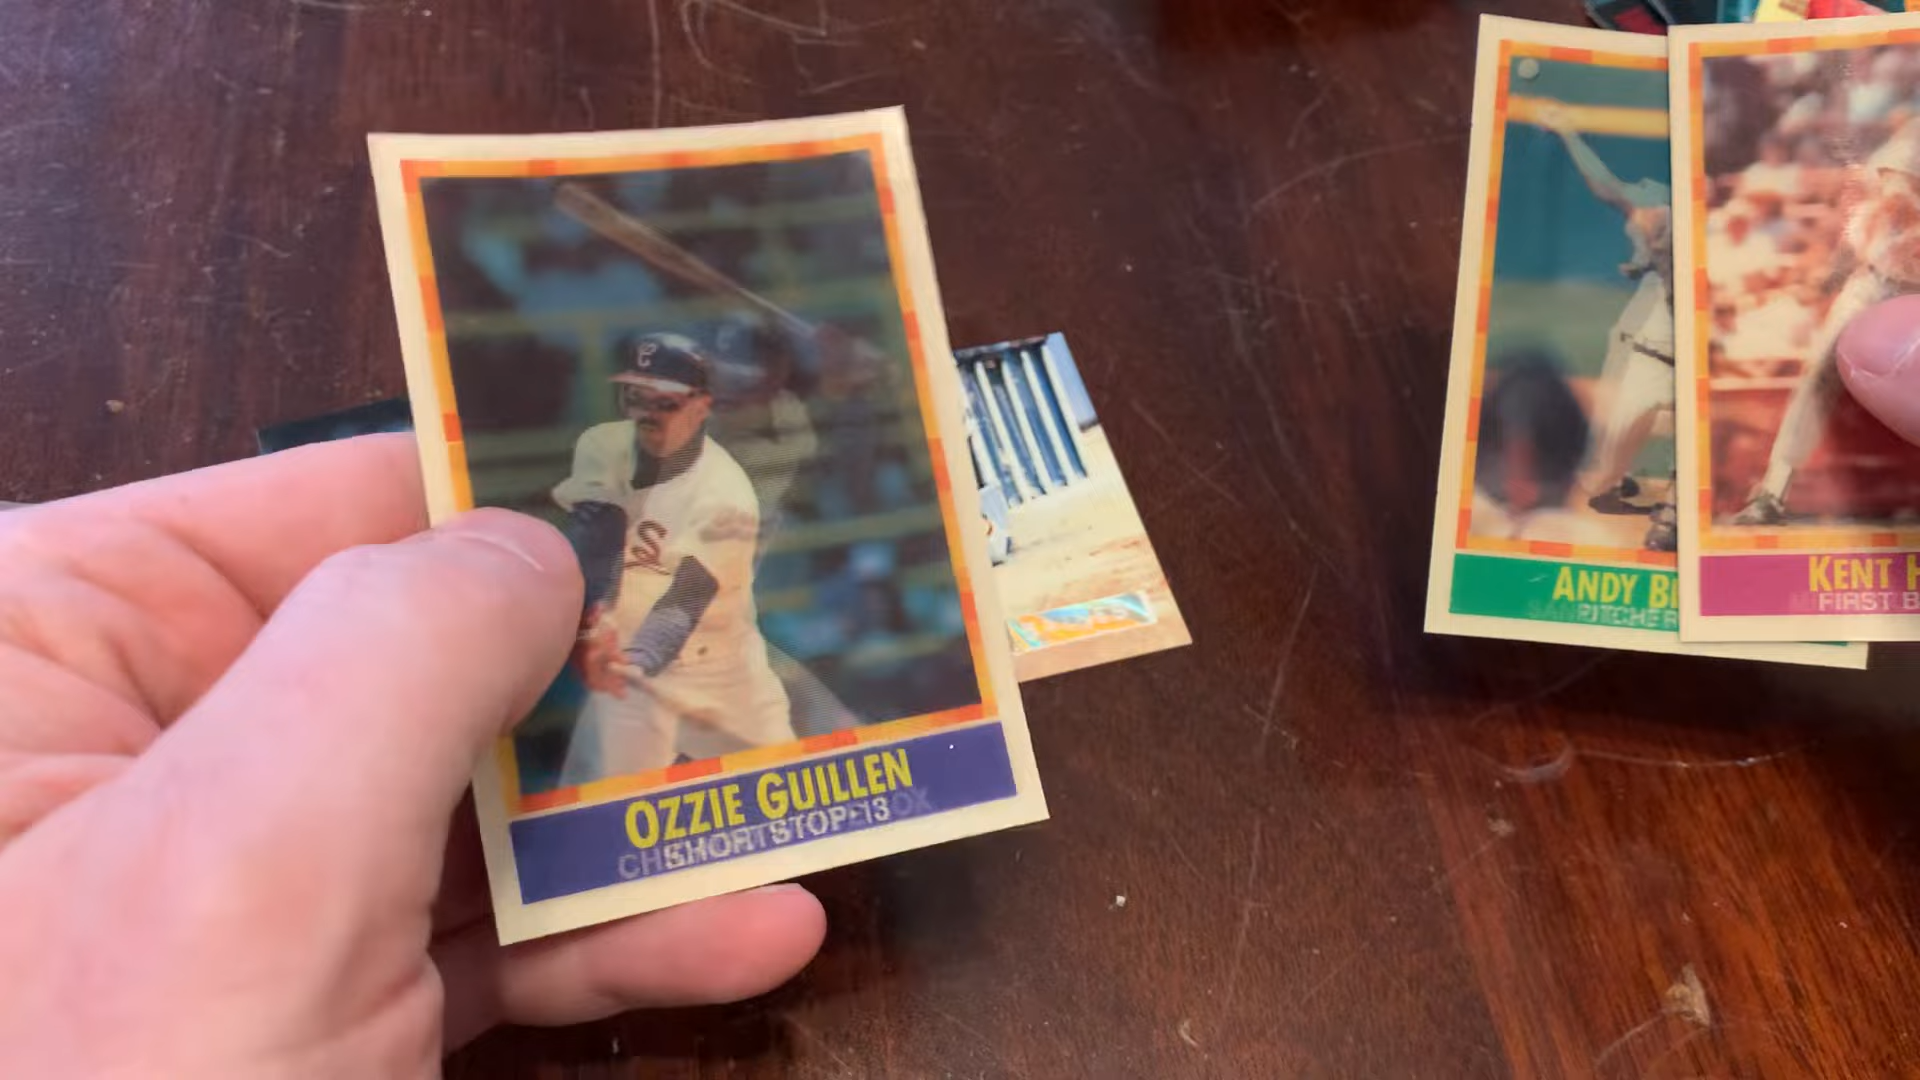 OZZIE GUILLEN
SHORTSTOP•13
C
S
ANDY
PITCHER
KENT
FIRST